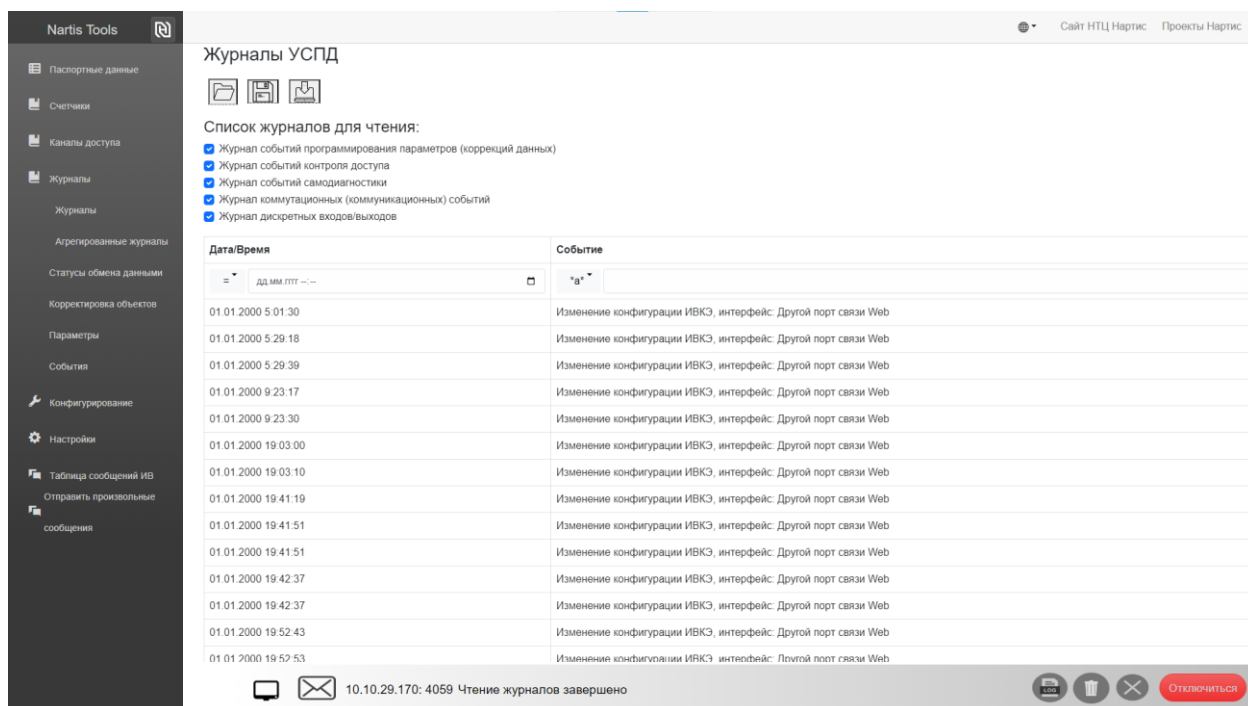 Nartis Tools
Сайт НТЦ Нартис Проекты Нартис
Паспортные данные
Счетчики
Каналы доступа
Журналы
Журналы
Агрегированные журналы
Статусы обмена данными
Корректировка объектов
Параметры
События
Конфигурирование
Настройки
Таблица сообщений ИВ
Отправить произвольные
сообщения
Журналы УСПД
Список журналов для чтения:
Журнал событий программирования параметров (коррекций данных)
Журнал событий контроля доступа
Журнал событий самодиагностики
Журнал коммутационных (коммуникационных) событий
Журнал дискретных входов/выходов
Дата/Время Событие
= дд.мм.гггг --:-- *a*
01.01.2000 5:01:30 Изменение конфигурации ИВКЭ, интерфейс: Другой порт связи Web
01.01.2000 5:29:18 Изменение конфигурации ИВКЭ, интерфейс: Другой порт связи Web
01.01.2000 5:29:39 Изменение конфигурации ИВКЭ, интерфейс: Другой порт связи Web
01.01.2000 9:23:17 Изменение конфигурации ИВКЭ, интерфейс: Другой порт связи Web
01.01.2000 9:23:30 Изменение конфигурации ИВКЭ, интерфейс: Другой порт связи Web
01.01.2000 19:03:00 Изменение конфигурации ИВКЭ, интерфейс: Другой порт связи Web
01.01.2000 19:03:10 Изменение конфигурации ИВКЭ, интерфейс: Другой порт связи Web
01.01.2000 19:41:19 Изменение конфигурации ИВКЭ, интерфейс: Другой порт связи Web
01.01.2000 19:41:51 Изменение конфигурации ИВКЭ, интерфейс: Другой порт связи Web
01.01.2000 19:41:51 Изменение конфигурации ИВКЭ, интерфейс: Другой порт связи Web
01.01.2000 19:42:37 Изменение конфигурации ИВКЭ, интерфейс: Другой порт связи Web
01.01.2000 19:42:37 Изменение конфигурации ИВКЭ, интерфейс: Другой порт связи Web
01.01.2000 19:52:43 Изменение конфигурации ИВКЭ, интерфейс: Другой порт связи Web
01.01.2000 19:52:53 Изменение конфигурации ИВКЭ, интерфейс: Другой порт связи Web
10.10.29.170: 4059 Чтение журналов завершено
LOG
Отключиться